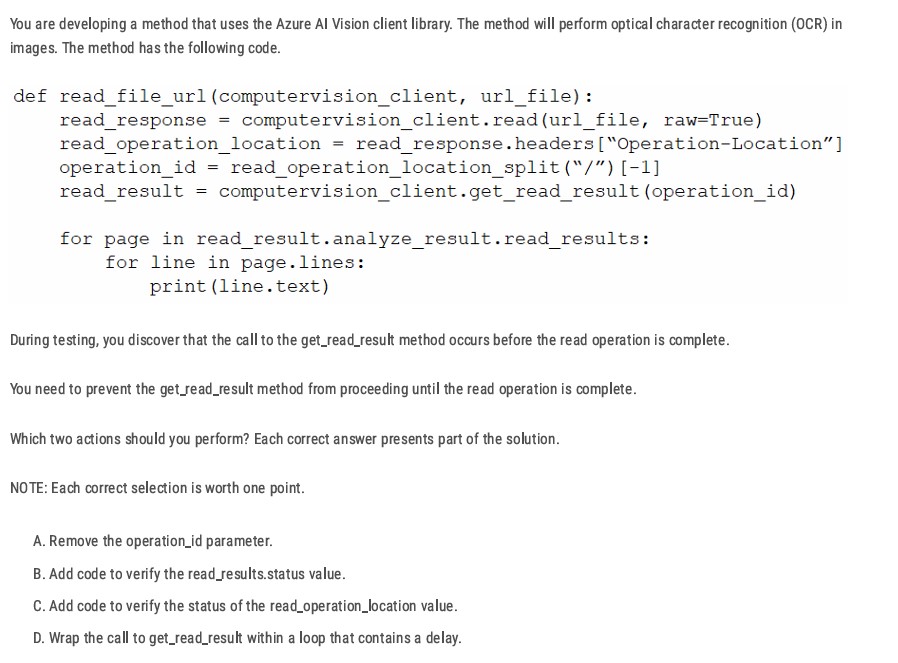 You are developing a method that uses the Azure AI Vision client library. The method will perform optical character recognition (OCR) in
images. The method has the following code.
def read_file_url(computervision_client, url_file):
read_response = computervision_client.read(url_file, raw=True)
read_operation_location = read_response.headers[“Operation-Location”]
operation_id = read_operation_location_split(“/”)[-1]
read_result = computervision_client.get_read_result(operation_id)
for page in read_result.analyze_result.read_results:
for line in page.lines:
print(line.text)
During testing, you discover that the call to the get_read_result method occurs before the read operation is complete.
You need to prevent the get_read_result method from proceeding until the read operation is complete.
Which two actions should you perform? Each correct answer presents part of the solution.
NOTE: Each correct selection is worth one point.
A. Remove the operation_id parameter.
B. Add code to verify the read_results.status value.
C. Add code to verify the status of the read_operation_location value.
D. Wrap the call to get_read_result within a loop that contains a delay.